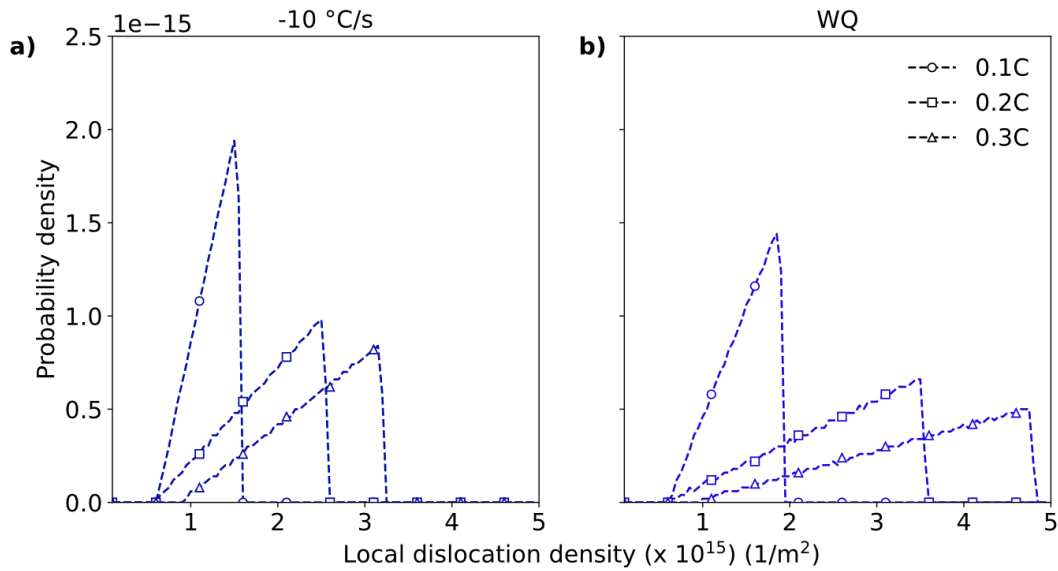 1e−15
-10 °C/s
WQ
a)
b)
2.5
2.0
1.5
1.0
0.5
0.0
Probability density
0.1C
0.2C
0.3C
1 2 3 4 5
1 2 3 4 5
Local dislocation density (x 10¹⁵) (1/m²)